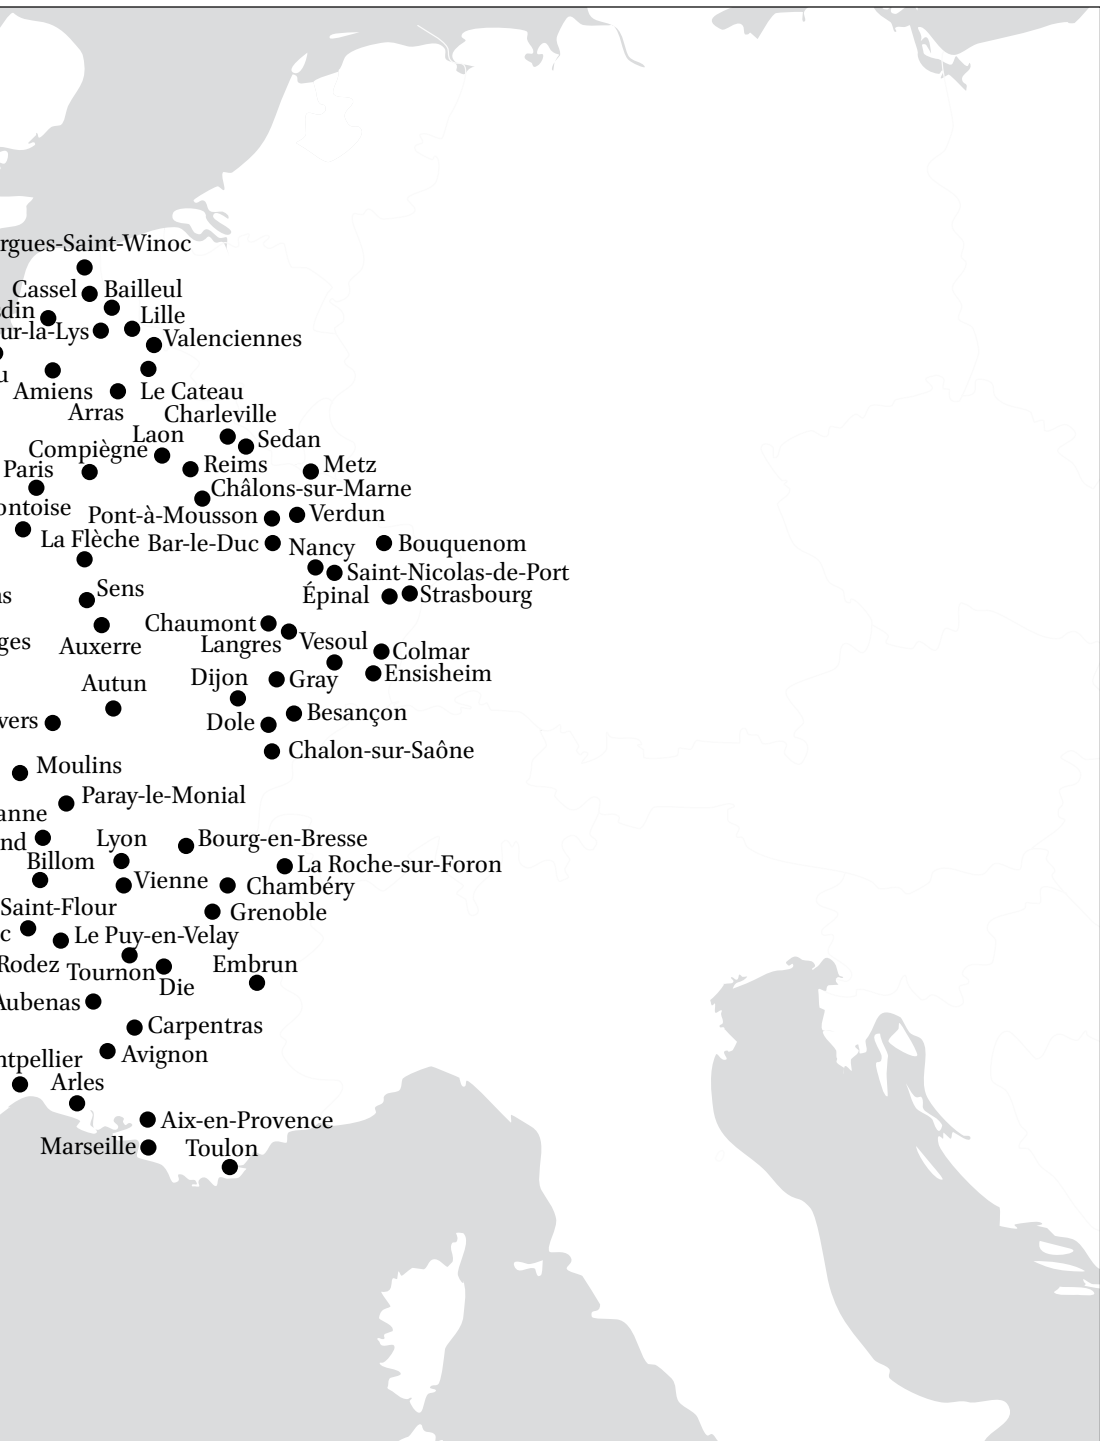 rgues-Saint-Winoc
Cassel
Bailleul
din
Lille
ur-la-Lys
Valenciennes
u
Amiens
Le Cateau
Arras
Charleville
Laon
Sedan
Compiègne
Reims
Metz
Paris
Châlons-sur-Marne
ontoise
Pont-à-Mousson
Verdun
La Flèche
Bar-le-Duc
Nancy
Bouquenom
Saint-Nicolas-de-Port
Sens
Épinal
Strasbourg
s
Chaumont
ges
Auxerre
Langres
Vesoul
Colmar
Ensisheim
Autun
Dijon
Gray
vers
Dole
Besançon
Chalon-sur-Saône
Moulins
Paray-le-Monial
anne
nd
Lyon
Bourg-en-Bresse
Billom
La Roche-sur-Foron
Vienne
Chambéry
Saint-Flour
Grenoble
c
Le Puy-en-Velay
Rodez
Tournon
Embrun
Die
Aubenas
Carpentras
Avignon
ntpellier
Arles
Aix-en-Provence
Marseille
Toulon